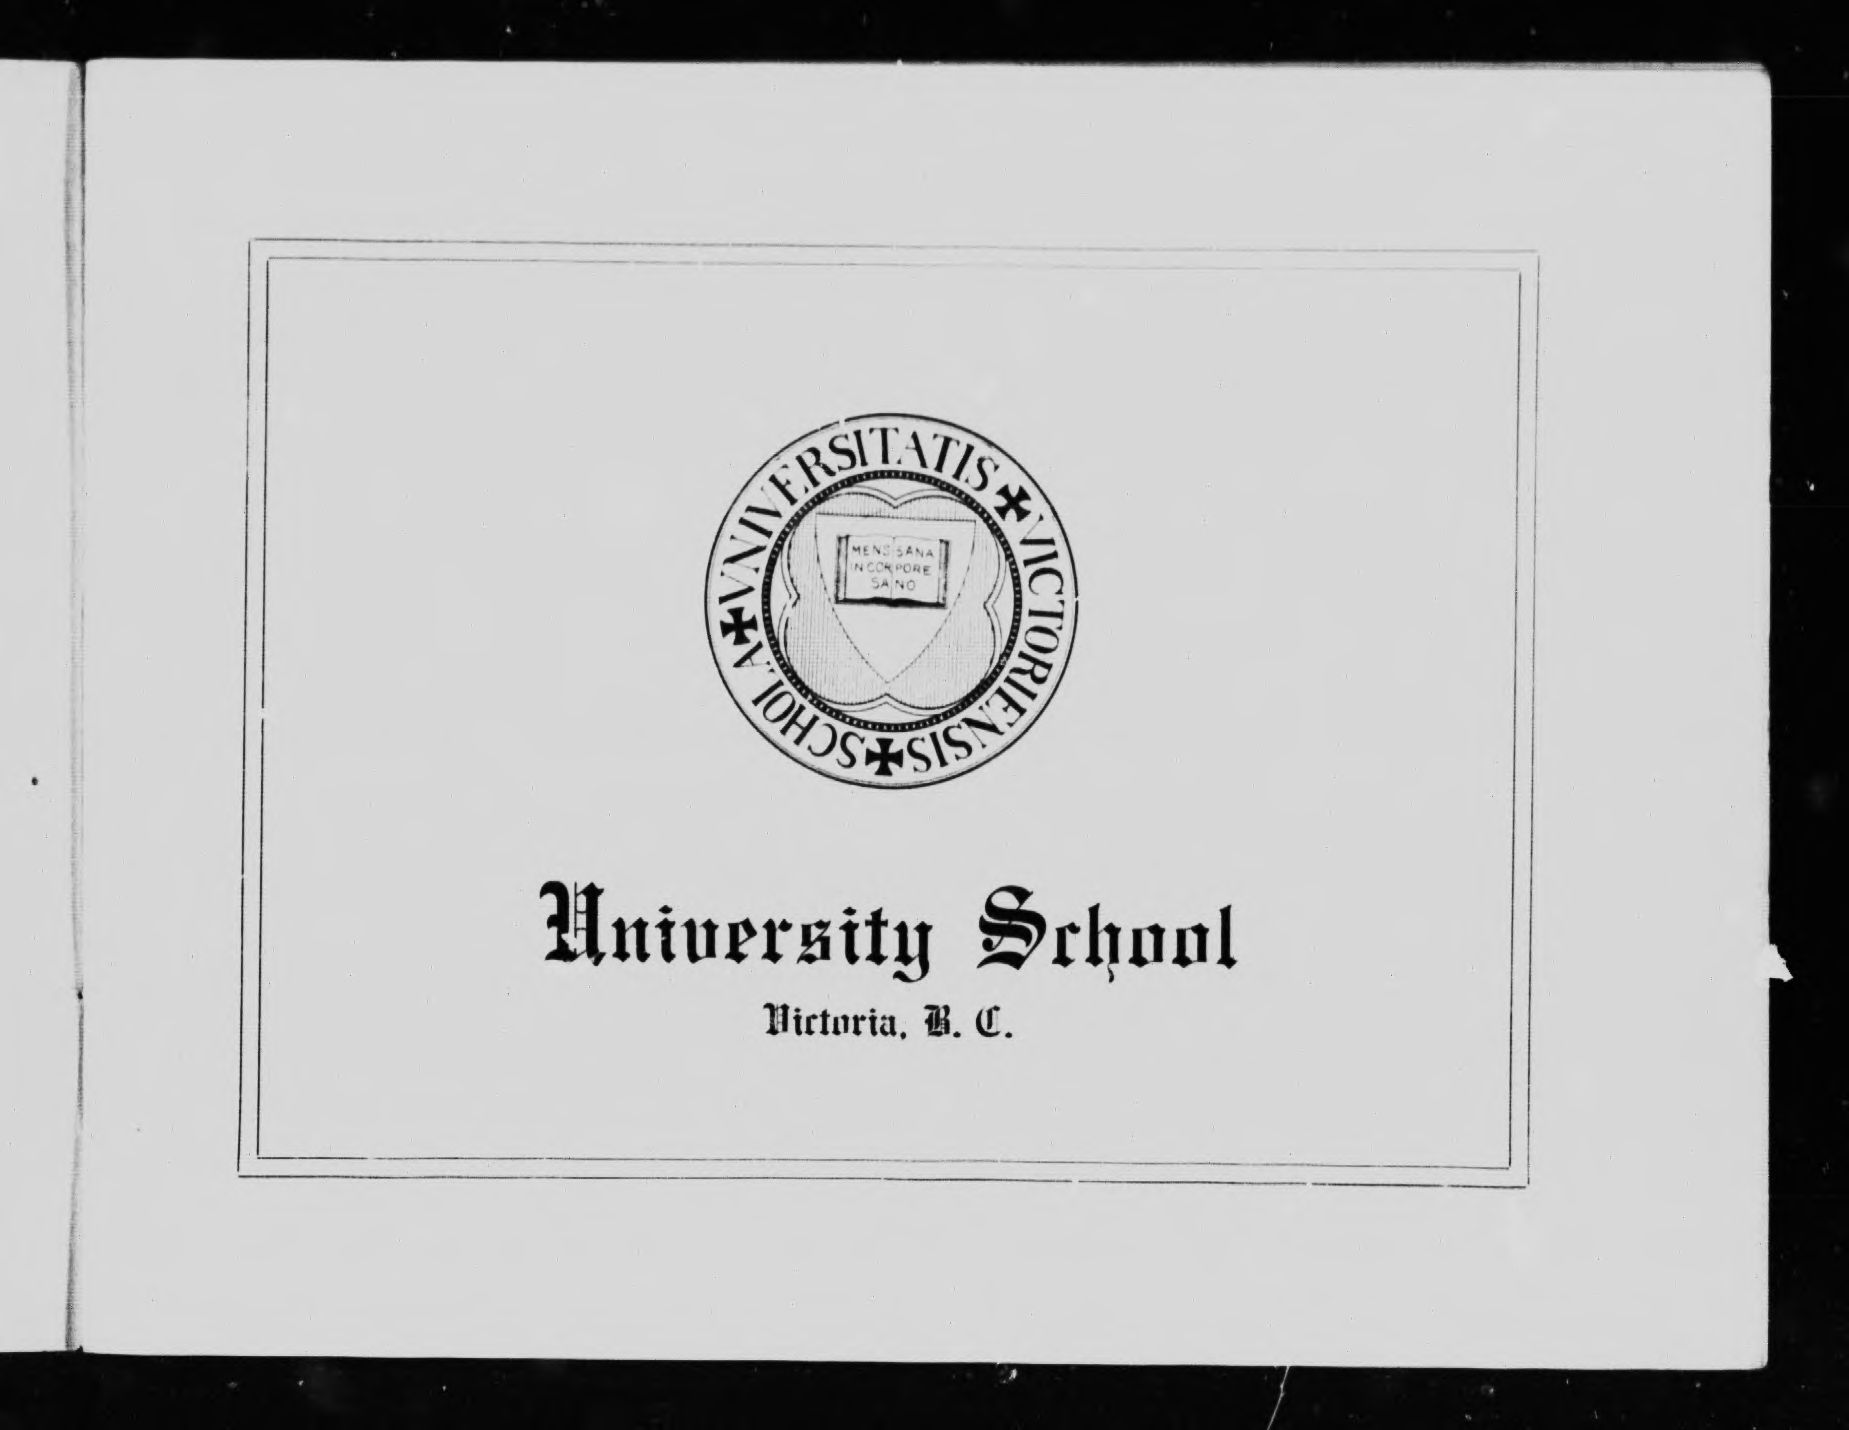 SCHOLA ✠ VNIVERSITATIS ✠ VICTORIENSIS ✠
MENS SANA
IN CORPORE
SANO
University School
Victoria, B. C.